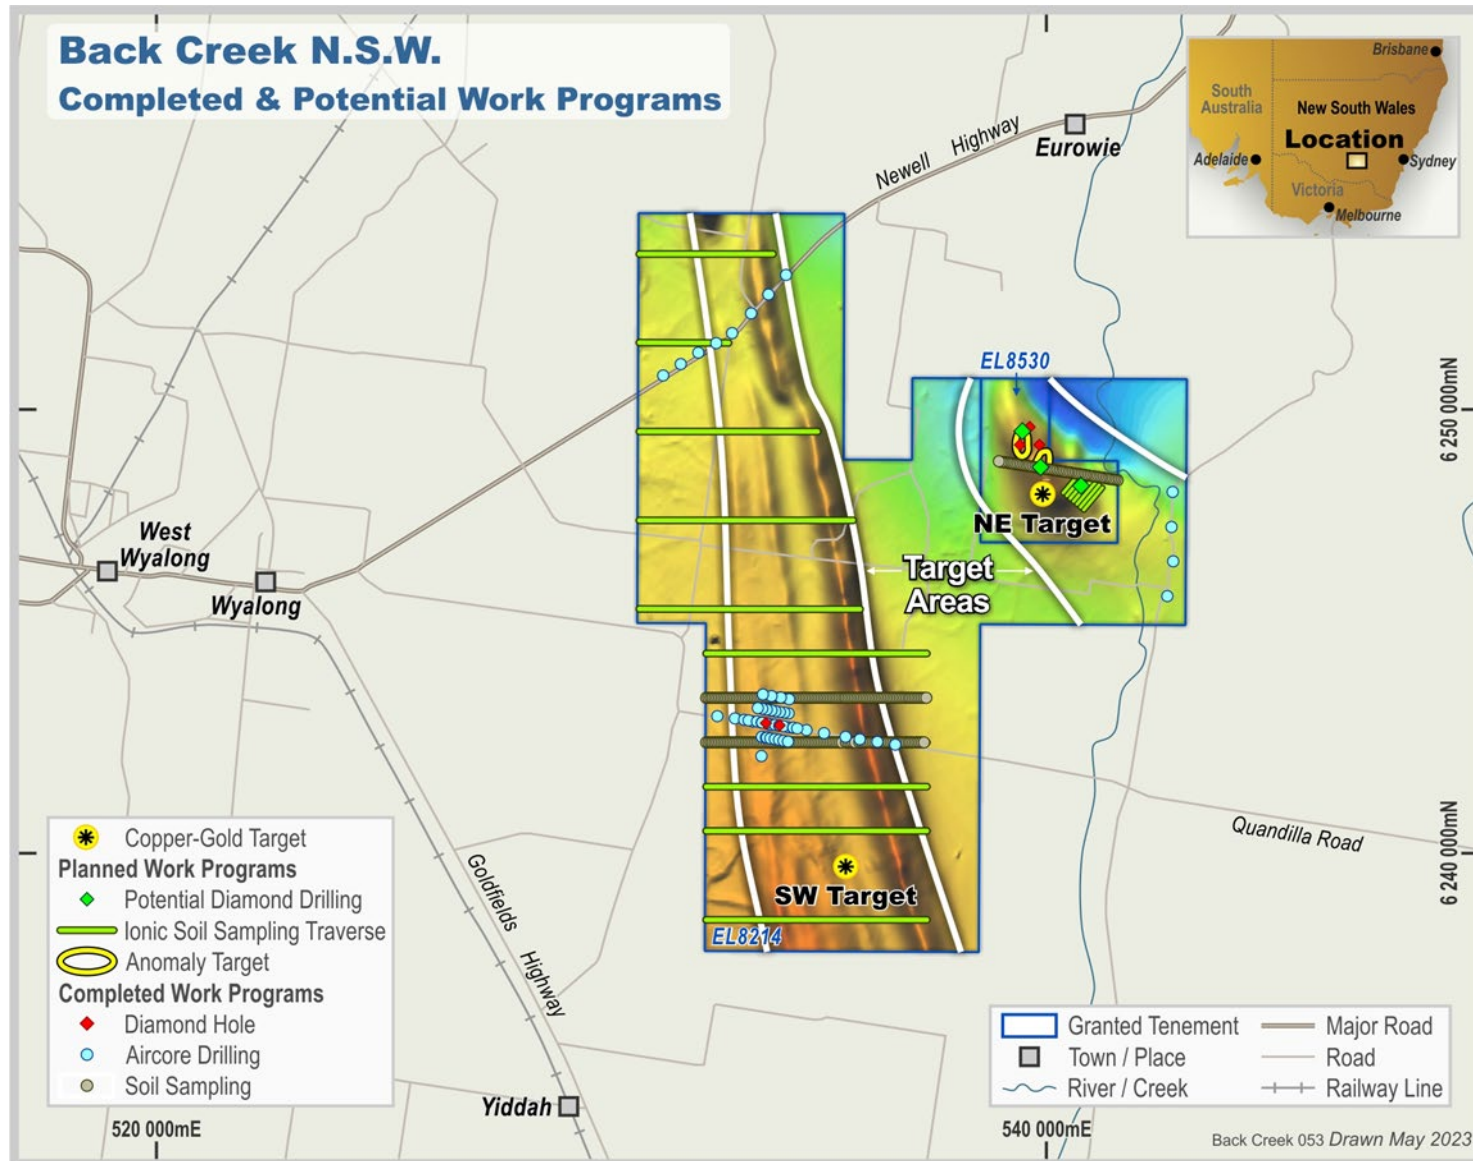 Back Creek N.S.W.
Completed & Potential Work Programs
Brisbane
South
Australia
New South Wales
Location
Adelaide
Sydney
Victoria
Melbourne
Newell Highway
Eurowie
EL8530
6 250 000mN
NE Target
West
Wyalong
Wyalong
Target
Areas
Quandilla Road
6 240 000mN
SW Target
EL8214
Goldfields Highway
Yiddah
Copper-Gold Target
Planned Work Programs
Potential Diamond Drilling
Ionic Soil Sampling Traverse
Anomaly Target
Completed Work Programs
Diamond Hole
Aircore Drilling
Soil Sampling
Granted Tenement
Major Road
Town / Place
Road
River / Creek
Railway Line
520 000mE
540 000mE
Back Creek 053 Drawn May 2023